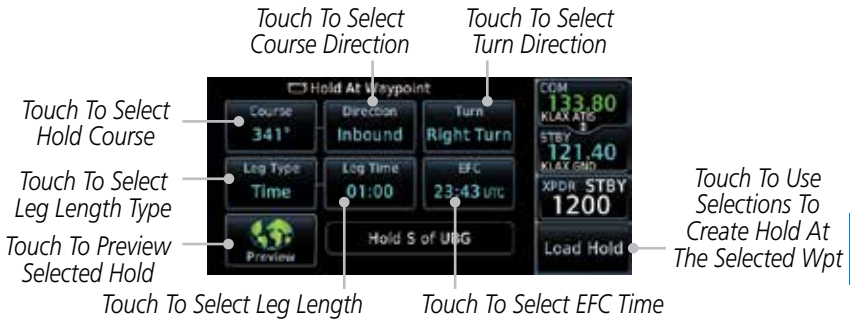 Touch To Select
Course Direction
Touch To Select
Turn Direction
Touch To Select
Hold Course
Touch To Select
Leg Length Type
Touch To Preview
Selected Hold
Hold At Waypoint
Course
341°
Direction
Inbound
Turn
Right Turn
Leg Type
Time
Leg Time
01:00
EFC
23:43 UTC
Preview
Hold S of UBG
COM
133.80
KLAX ATIS
STBY
121.40
KLAX GND
XPDR STBY
1200
Load Hold
Touch To Use
Selections To
Create Hold At
The Selected Wpt
Touch To Select Leg Length
Touch To Select EFC Time